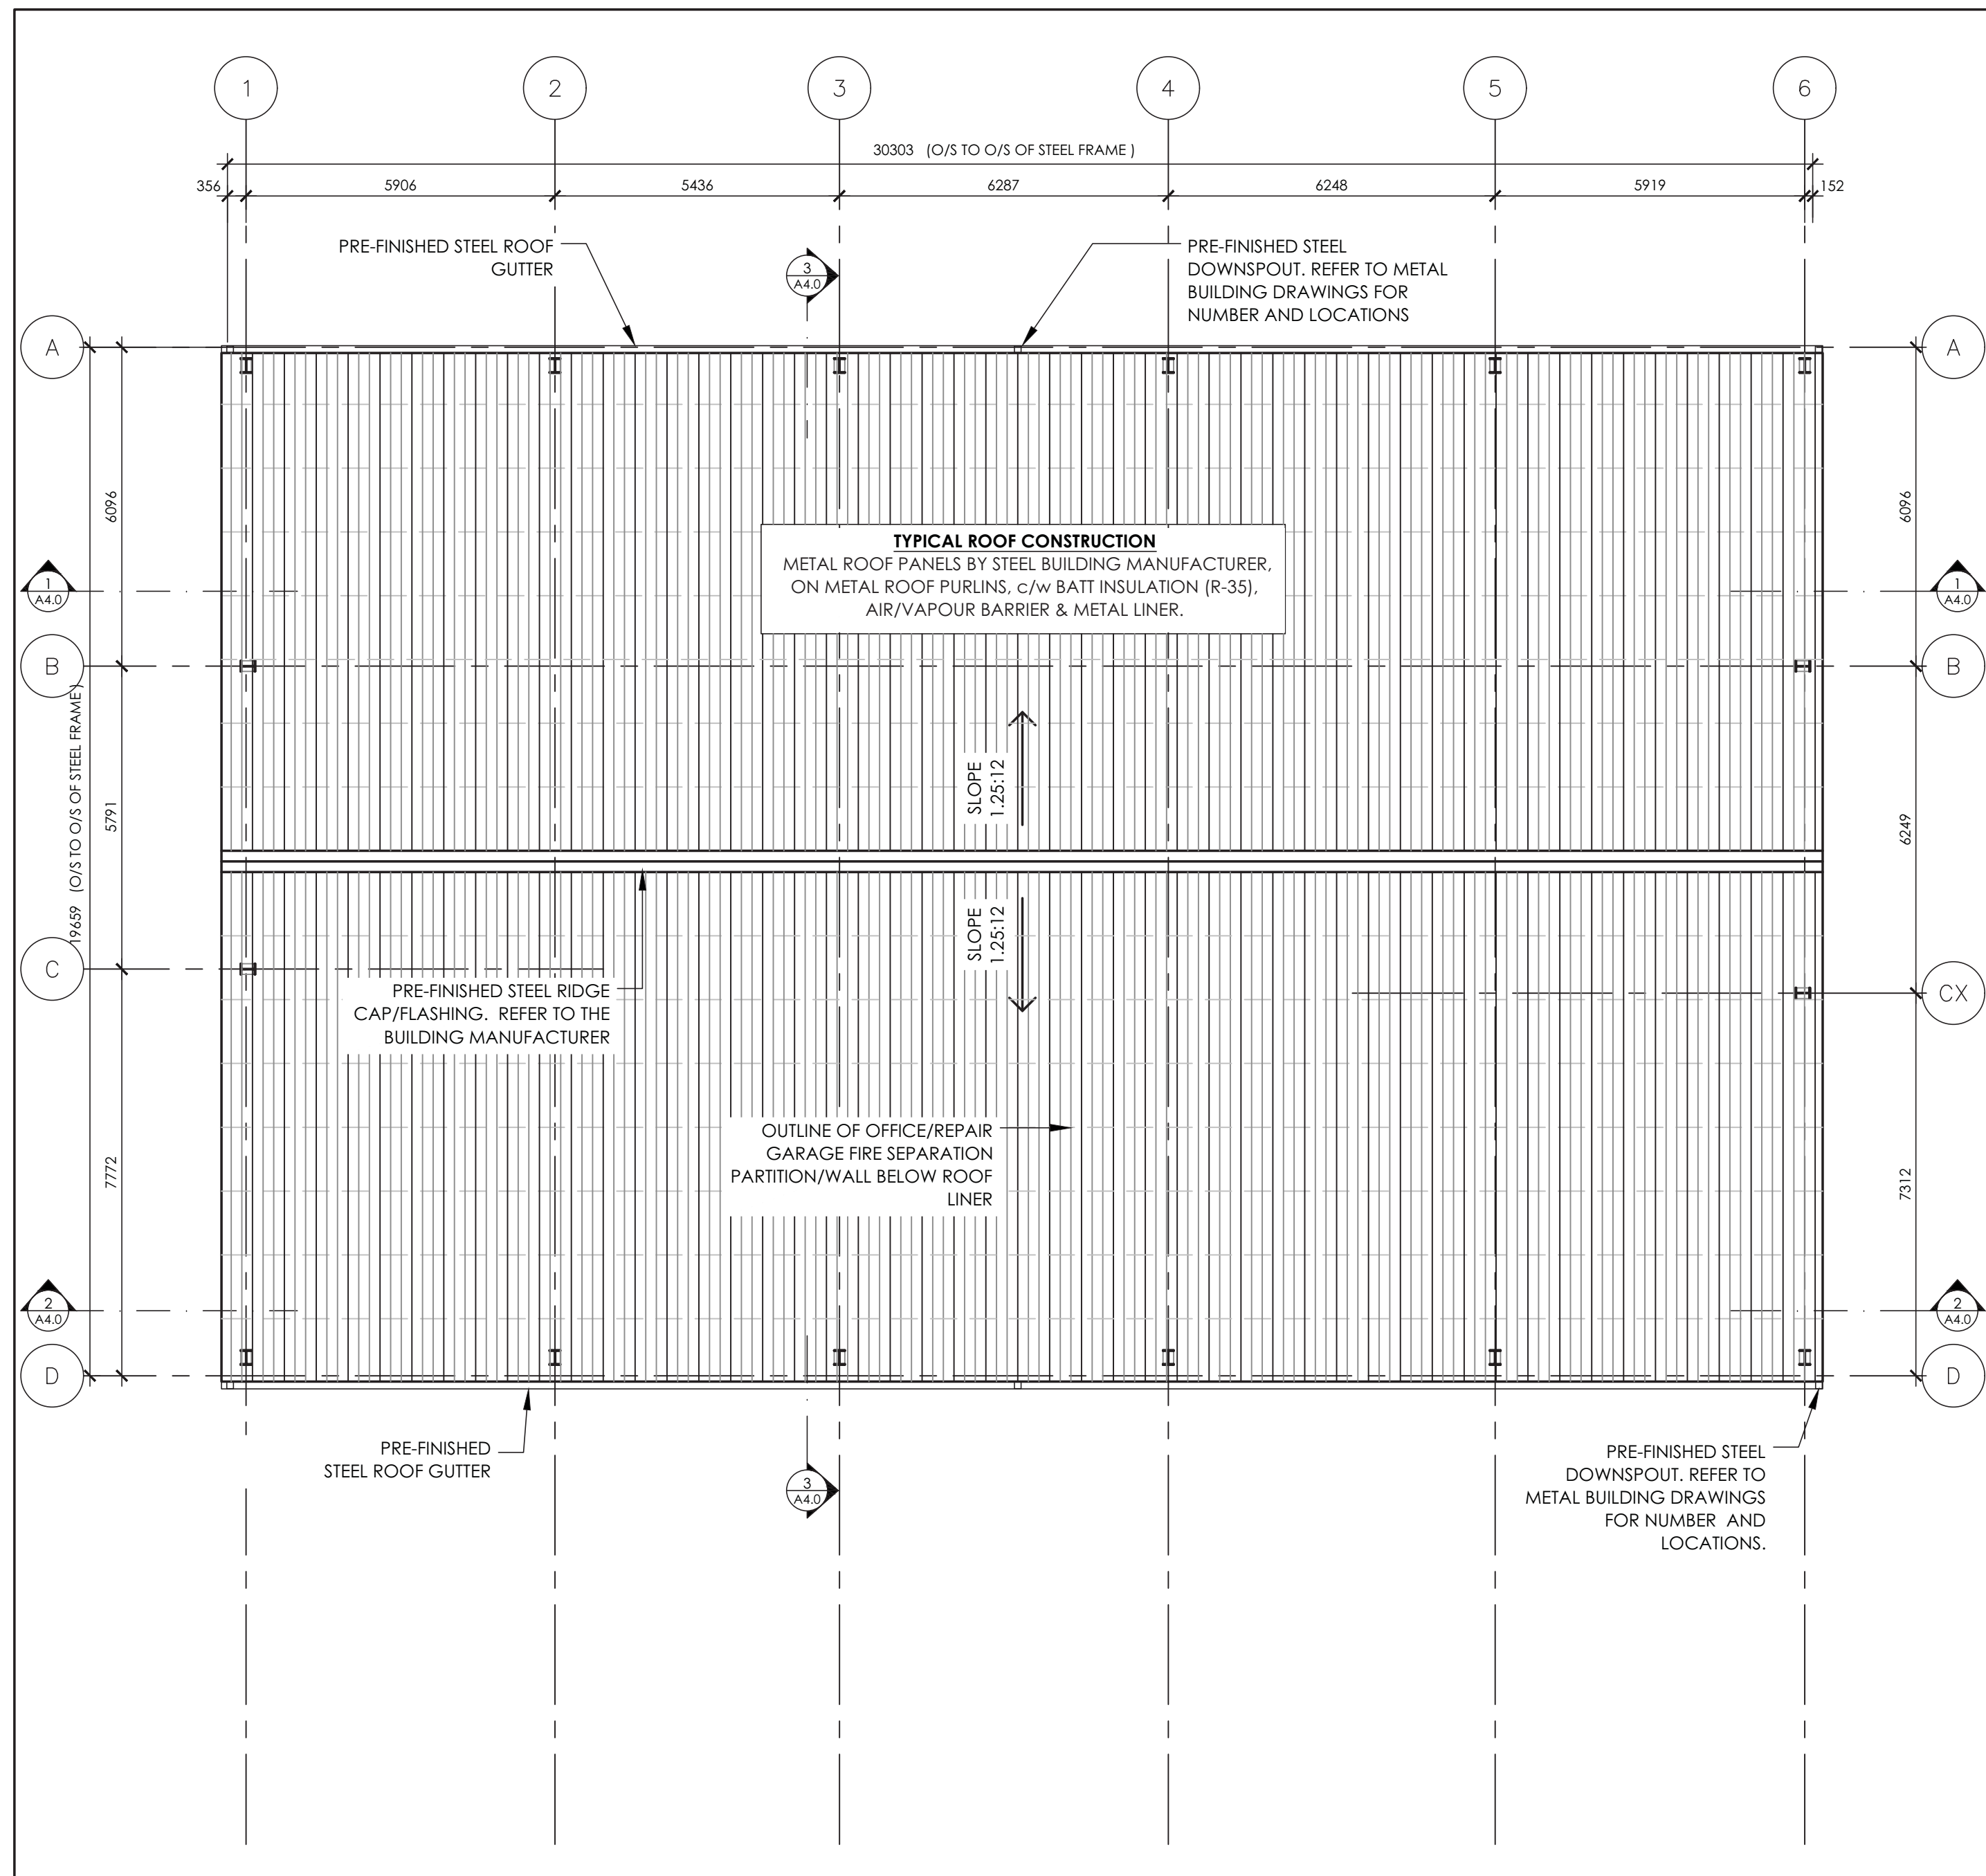 1 2 3 4 5 6
30303 (O/S TO O/S OF STEEL FRAME )
356 5906 5436 6287 6248 5919 152
PRE-FINISHED STEEL ROOF
GUTTER
3
A4.0
PRE-FINISHED STEEL
DOWNSPOUT. REFER TO METAL
BUILDING DRAWINGS FOR
NUMBER AND LOCATIONS
A
A
6096
6096
TYPICAL ROOF CONSTRUCTION
METAL ROOF PANELS BY STEEL BUILDING MANUFACTURER,
ON METAL ROOF PURLINS, c/w BATT INSULATION (R-35),
AIR/VAPOUR BARRIER & METAL LINER.
1
A4.0
1
A4.0
B
B
19659 (O/S TO O/S OF STEEL FRAME)
5791
SLOPE
1.25:12
6249
SLOPE
1.25:12
C
CX
PRE-FINISHED STEEL RIDGE
CAP/FLASHING. REFER TO THE
BUILDING MANUFACTURER
OUTLINE OF OFFICE/REPAIR
GARAGE FIRE SEPARATION
PARTITION/WALL BELOW ROOF
LINER
7772
7312
2
A4.0
2
A4.0
D
D
PRE-FINISHED
STEEL ROOF GUTTER
3
A4.0
PRE-FINISHED STEEL
DOWNSPOUT. REFER TO
METAL BUILDING DRAWINGS
FOR NUMBER AND
LOCATIONS.